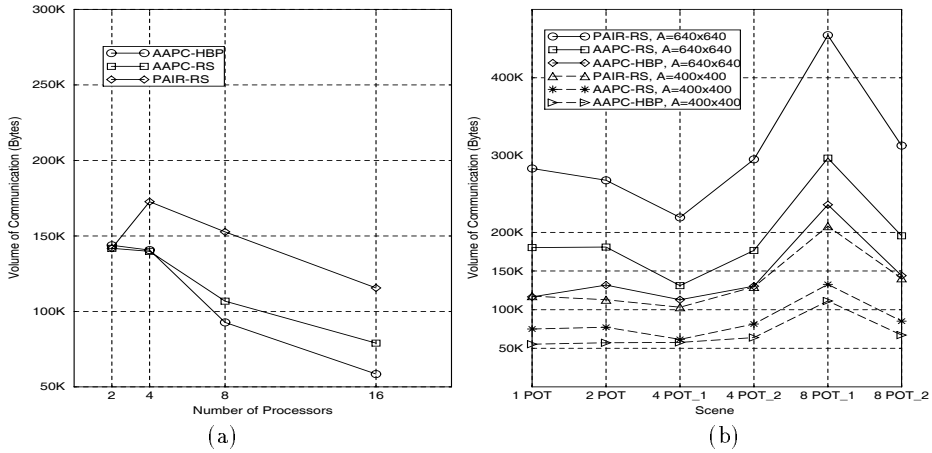 300K
250K
200K
150K
100K
50K
Volume of Communication (Bytes)
AAPC-HBP
AAPC-RS
PAIR-RS
2 4 8 16
Number of Processors
(a)
400K
300K
200K
150K
100K
50K
Volume of Communication (Bytes)
PAIR-RS, A=640x640
AAPC-RS, A=640x640
AAPC-HBP, A=640x640
PAIR-RS, A=400x400
AAPC-RS, A=400x400
AAPC-HBP, A=400x400
1 POT 2 POT 4 POT_1 4 POT_2 8 POT_1 8 POT_2
Scene
(b)